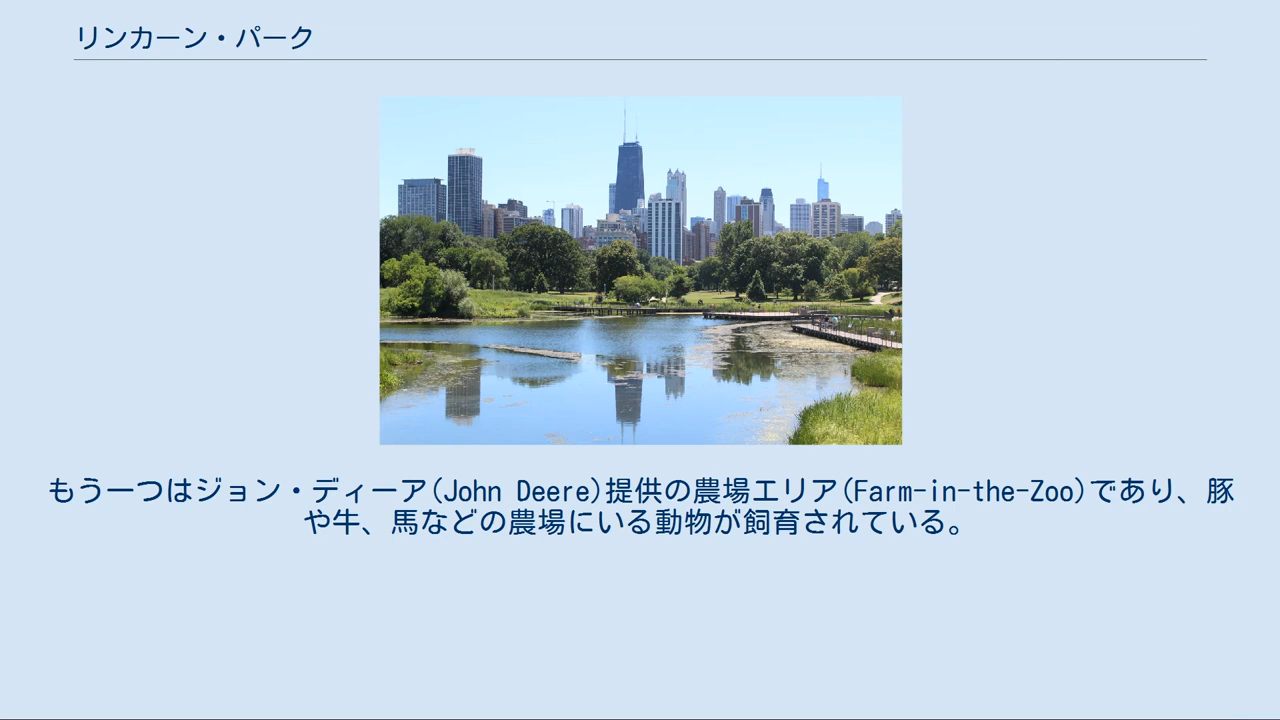 リンカーン・パーク
もう一つはジョン・ディーア(John Deere)提供の農場エリア(Farm-in-the-Zoo)であり、豚
や牛、馬などの農場にいる動物が飼育されている。